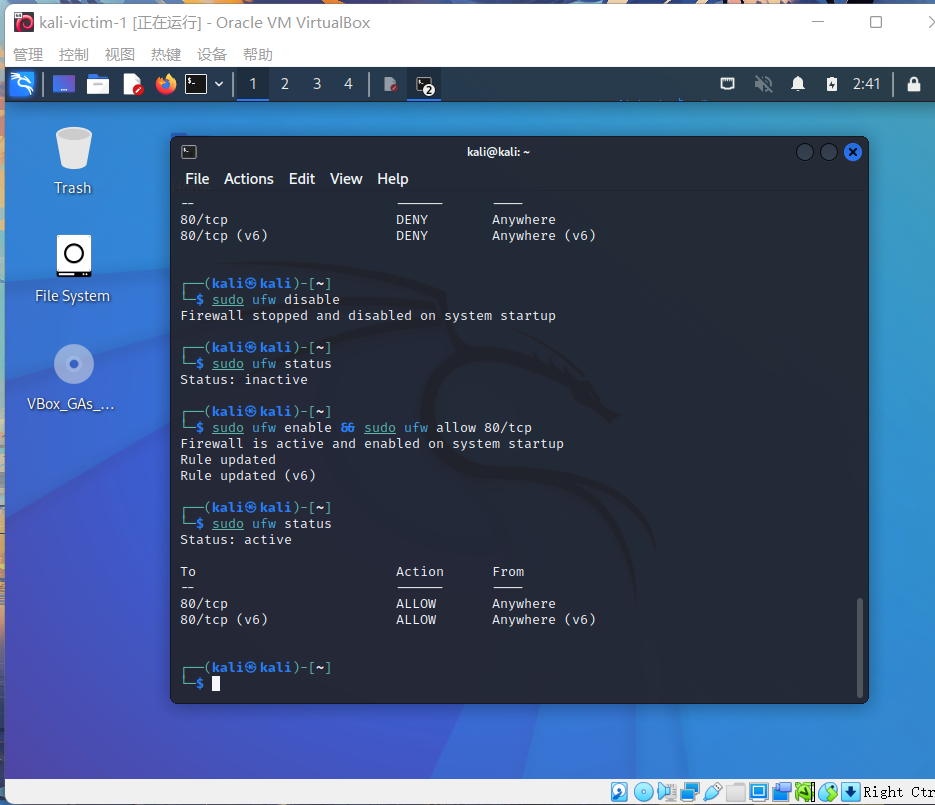 kali-victim-1 [正在运行] - Oracle VM VirtualBox
管理 控制 视图 热键 设备 帮助
1 2 3 4 2 2:41
Trash
File System
VBox_GAs_...
kali@kali: ~
File Actions Edit View Help
-- ------ ----
80/tcp DENY Anywhere
80/tcp (v6) DENY Anywhere (v6)
┌──(kali㉿kali)-[~]
└─$ sudo ufw disable
Firewall stopped and disabled on system startup
┌──(kali㉿kali)-[~]
└─$ sudo ufw status
Status: inactive
┌──(kali㉿kali)-[~]
└─$ sudo ufw enable && sudo ufw allow 80/tcp
Firewall is active and enabled on system startup
Rule updated
Rule updated (v6)
┌──(kali㉿kali)-[~]
└─$ sudo ufw status
Status: active
To Action From
-- ------ ----
80/tcp ALLOW Anywhere
80/tcp (v6) ALLOW Anywhere (v6)
┌──(kali㉿kali)-[~]
└─$
Right Ctr